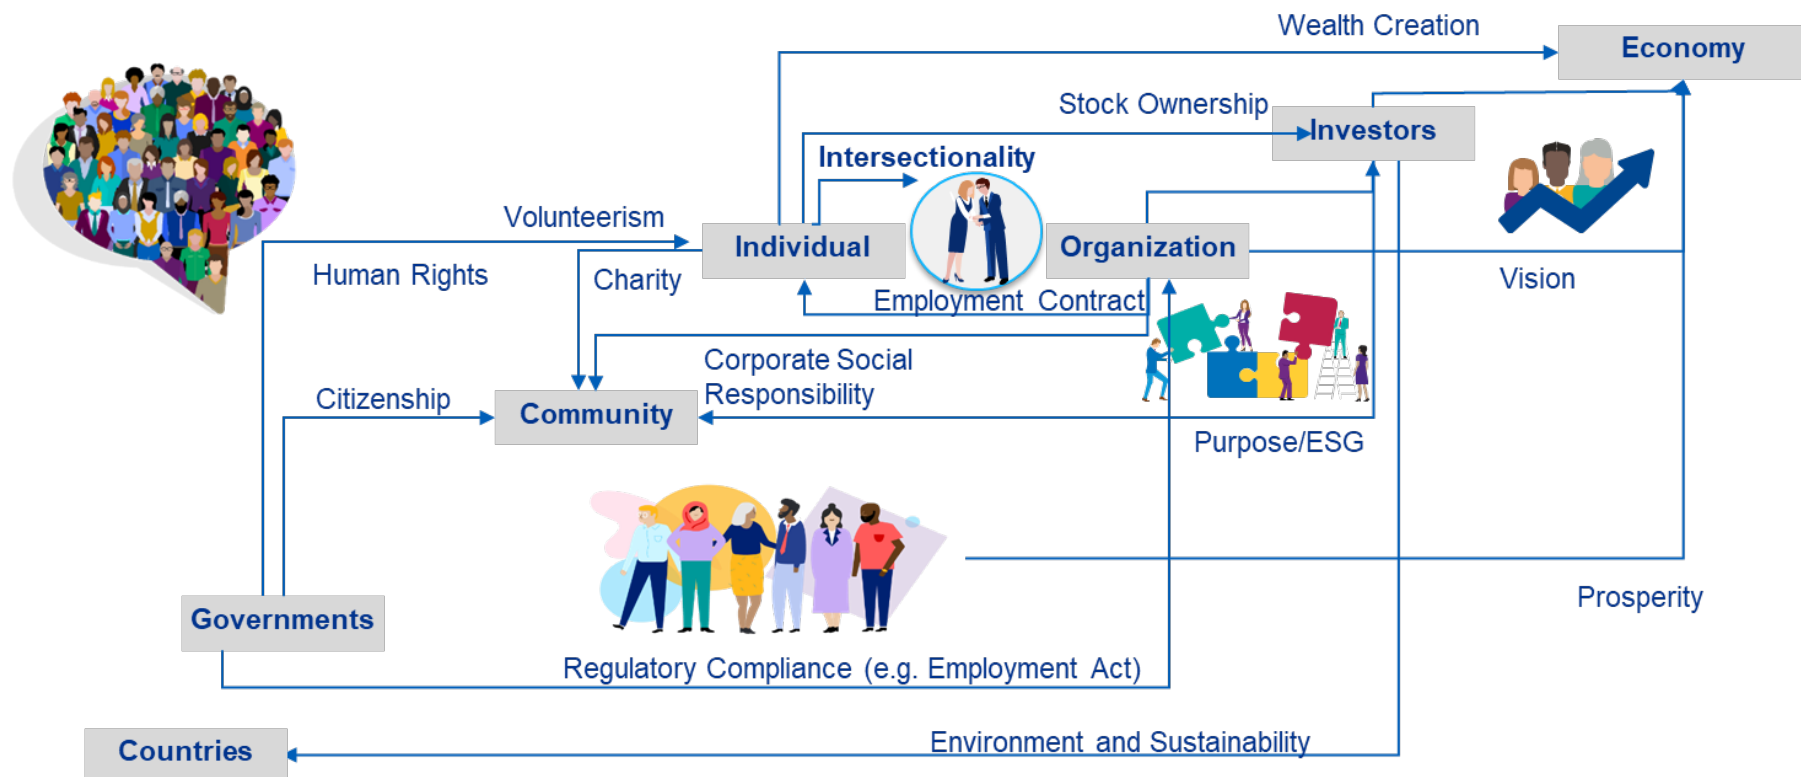 Wealth Creation
Economy
Stock Ownership
Investors
Intersectionality
Volunteerism
Individual
Organization
Human Rights
Charity
Vision
Employment Contract
Corporate Social
Responsibility
Citizenship
Community
Purpose/ESG
Prosperity
Governments
Regulatory Compliance (e.g. Employment Act)
Environment and Sustainability
Countries